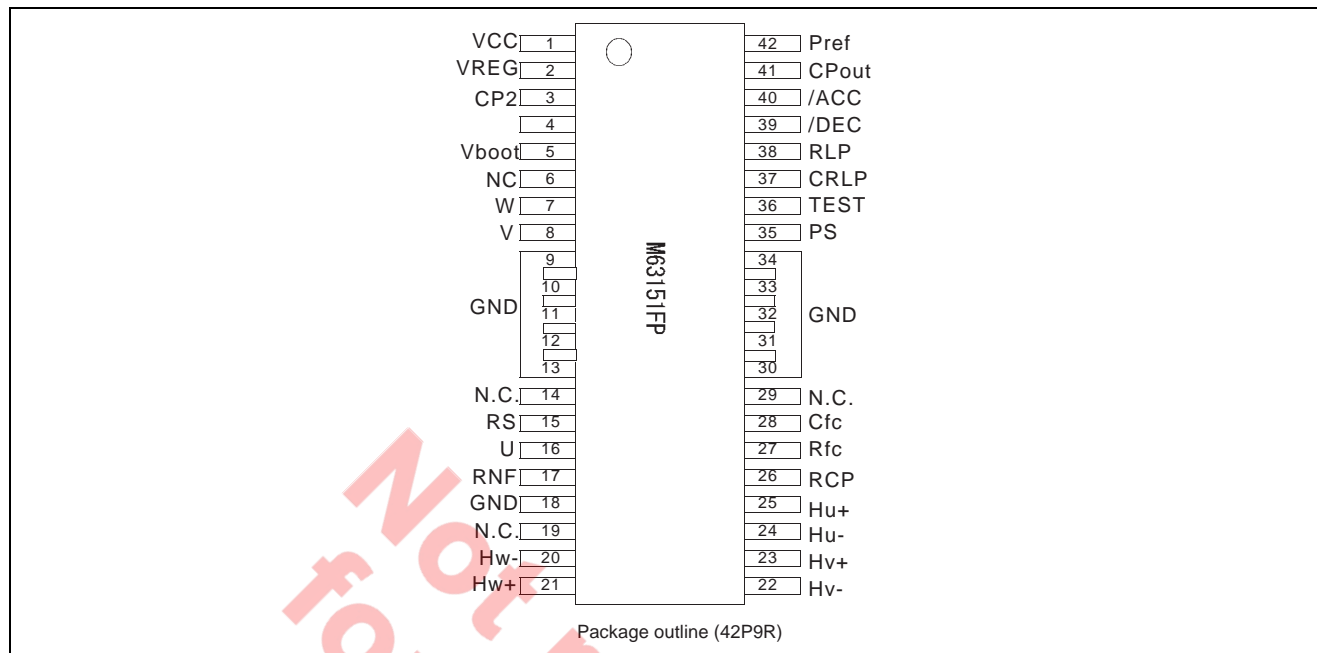 VCC 1 42 Pref
VREG 2 41 CPout
CP2 3 40 /ACC
4 39 /DEC
Vboot 5 38 RLP
NC 6 37 CRLP
W 7 36 TEST
V 8 35 PS
9 34
10 33
GND 11 32 GND
12 31
13 30
N.C. 14 29 N.C.
RS 15 28 Cfc
U 16 27 Rfc
RNF 17 26 RCP
GND 18 25 Hu+
N.C. 19 24 Hu-
Hw- 20 23 Hv+
Hw+ 21 22 Hv-
M63151FP
Package outline (42P9R)
Not